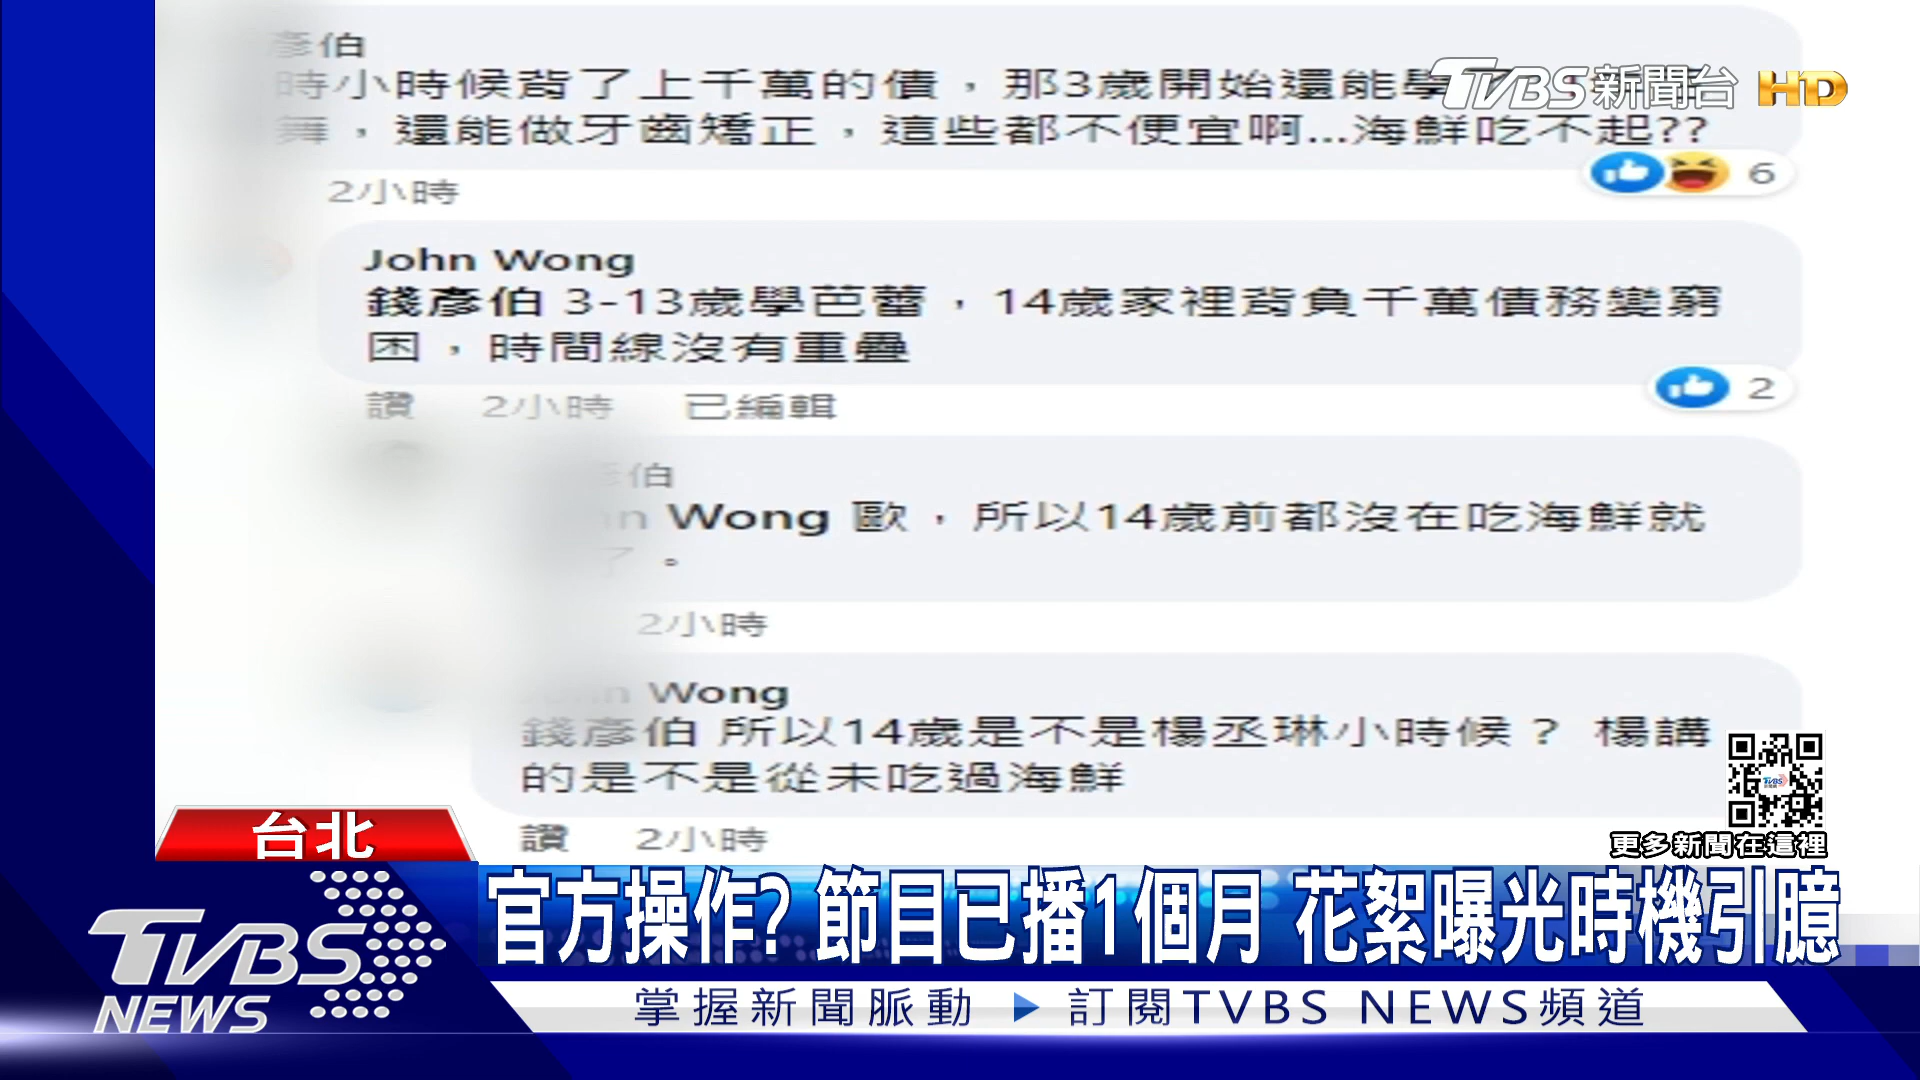 彥伯
時小時候背了上千萬的債，那3歲開始還能學
舞，還能做牙齒矯正，這些都不便宜啊...海鮮吃不起??
TVBS新聞台 HD
6
2小時
John Wong
錢彥伯 3-13歲學芭蕾，14歲家裡背負千萬債務變窮
困，時間線沒有重疊
2
讚 2小時 已編輯
伯
n Wong 歐，所以14歲前都沒在吃海鮮就
了。
2小時
Wong
錢彥伯 所以14歲是不是楊丞琳小時候？ 楊講
的是不是從未吃過海鮮
讚 2小時
TVBS
更多新聞在這裡
台北
官方操作? 節目已播1個月 花絮曝光時機引臆
TVBS
NEWS
掌握新聞脈動 ▶ 訂閱TVBS NEWS頻道